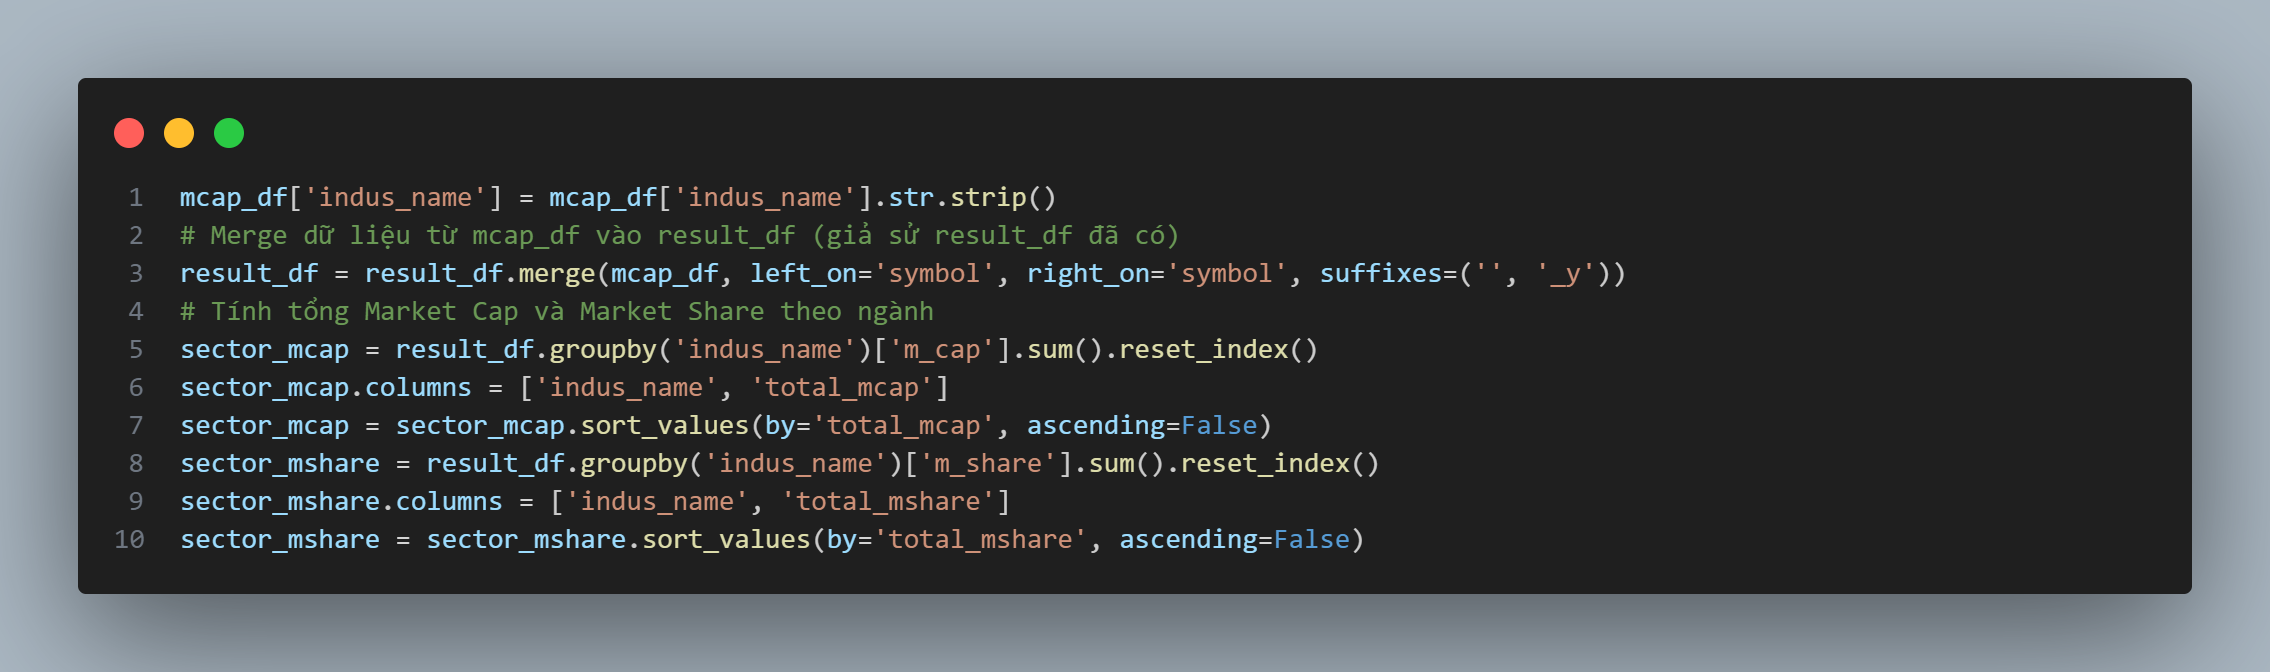 1 mcap_df['indus_name'] = mcap_df['indus_name'].str.strip()
2 # Merge dữ liệu từ mcap_df vào result_df (giả sử result_df đã có)
3 result_df = result_df.merge(mcap_df, left_on='symbol', right_on='symbol', suffixes=('', '_y'))
4 # Tính tổng Market Cap và Market Share theo ngành
5 sector_mcap = result_df.groupby('indus_name')['m_cap'].sum().reset_index()
6 sector_mcap.columns = ['indus_name', 'total_mcap']
7 sector_mcap = sector_mcap.sort_values(by='total_mcap', ascending=False)
8 sector_mshare = result_df.groupby('indus_name')['m_share'].sum().reset_index()
9 sector_mshare.columns = ['indus_name', 'total_mshare']
10 sector_mshare = sector_mshare.sort_values(by='total_mshare', ascending=False)